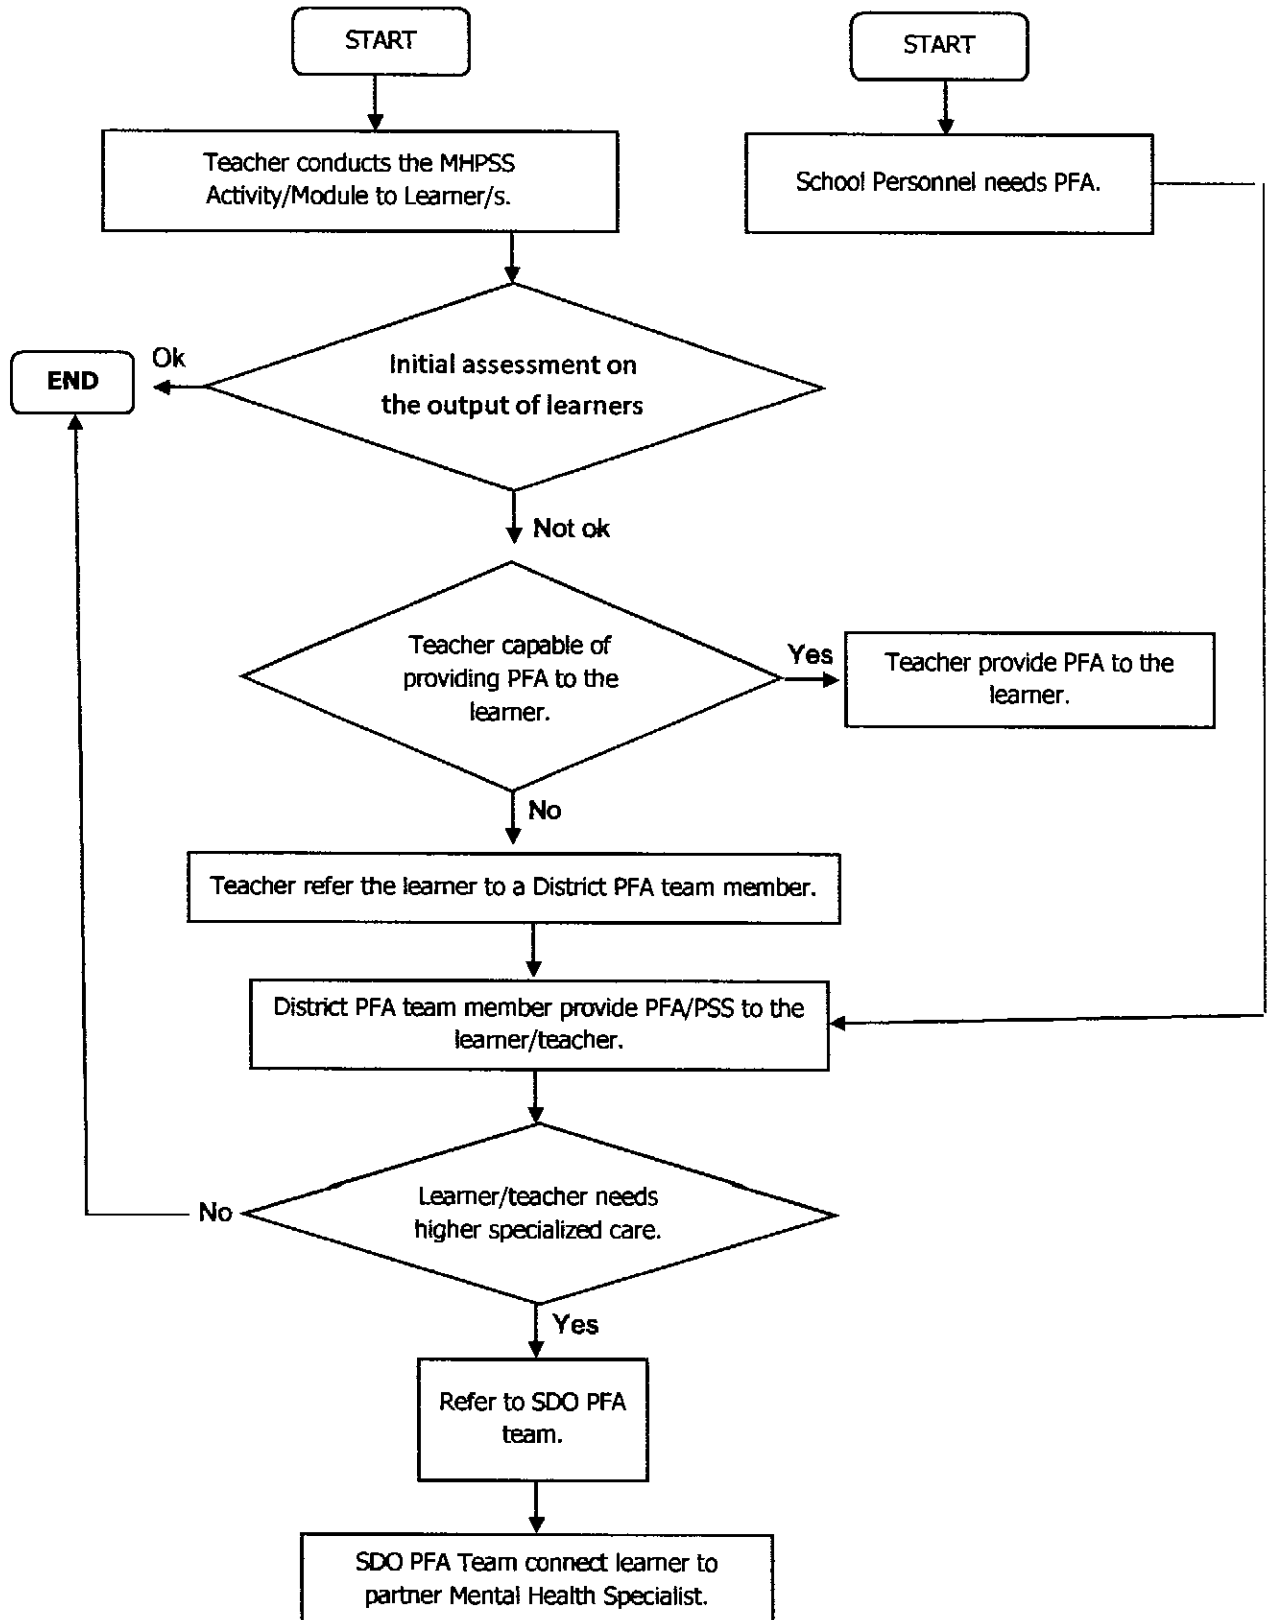 START
START
Teacher conducts the MHPSS
Activity/Module to Learner/s.
School Personnel needs PFA.
Ok
END
Initial assessment on
the output of learners
Not ok
Teacher capable of
providing PFA to the
learner.
Yes
Teacher provide PFA to the
learner.
No
Teacher refer the learner to a District PFA team member.
District PFA team member provide PFA/PSS to the
learner/teacher.
Learner/teacher needs
higher specialized care.
No
Yes
Refer to SDO PFA
team.
SDO PFA Team connect learner to
partner Mental Health Specialist.